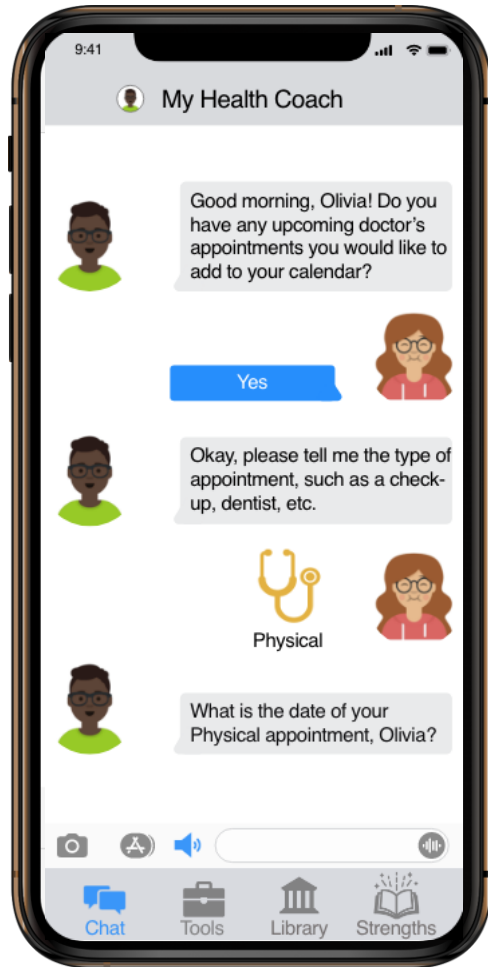 9:41
My Health Coach
Good morning, Olivia! Do you
have any upcoming doctor's
appointments you would like to
add to your calendar?
Yes
Okay, please tell me the type of
appointment, such as a check-
up, dentist, etc.
Physical
What is the date of your
Physical appointment, Olivia?
Chat
Tools
Library
Strengths